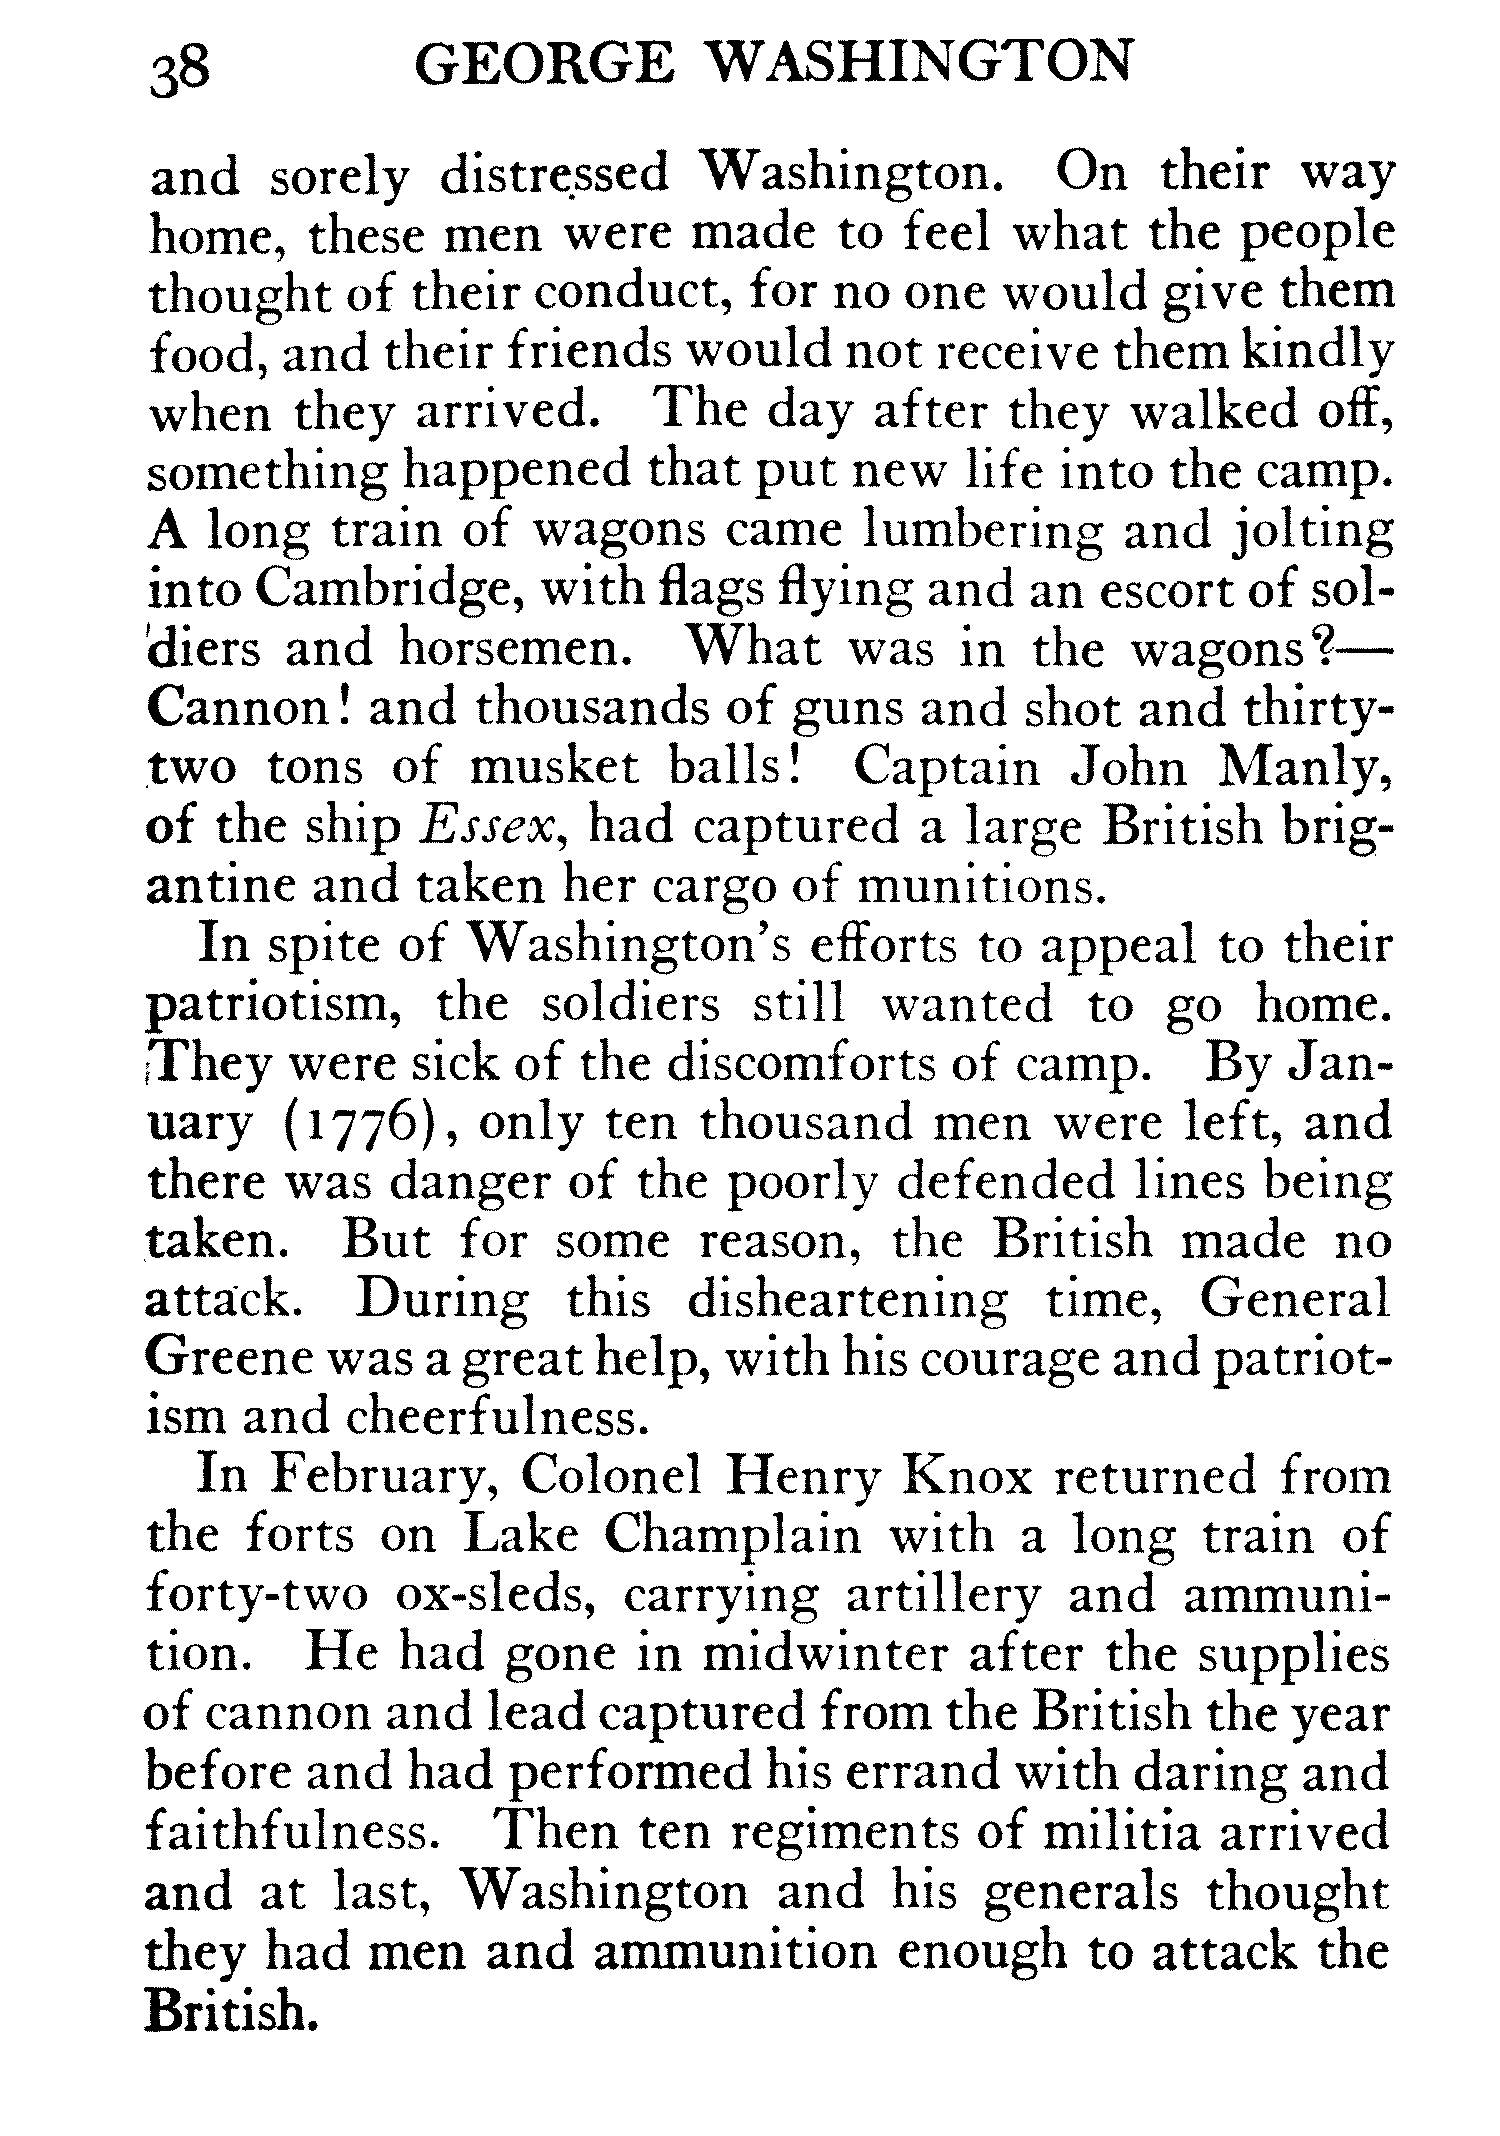 38 GEORGE WASHINGTON
and sorely distressed Washington. On their way
home, these men were made to feel what the people
thought of their conduct, for no one would give them
food, and their friends would not receive them kindly
when they arrived. The day after they walked off,
something happened that put new life into the camp.
A long train of wagons came lumbering and jolting
into Cambridge, with flags flying and an escort of sol-
diers and horsemen. What was in the wagons?—
Cannon! and thousands of guns and shot and thirty-
two tons of musket balls! Captain John Manly,
of the ship Essex, had captured a large British brig-
antine and taken her cargo of munitions.
In spite of Washington's efforts to appeal to their
patriotism, the soldiers still wanted to go home.
They were sick of the discomforts of camp. By Jan-
uary (1776), only ten thousand men were left, and
there was danger of the poorly defended lines being
taken. But for some reason, the British made no
attack. During this disheartening time, General
Greene was a great help, with his courage and patriot-
ism and cheerfulness.
In February, Colonel Henry Knox returned from
the forts on Lake Champlain with a long train of
forty-two ox-sleds, carrying artillery and ammuni-
tion. He had gone in midwinter after the supplies
of cannon and lead captured from the British the year
before and had performed his errand with daring and
faithfulness. Then ten regiments of militia arrived
and at last, Washington and his generals thought
they had men and ammunition enough to attack the
British.